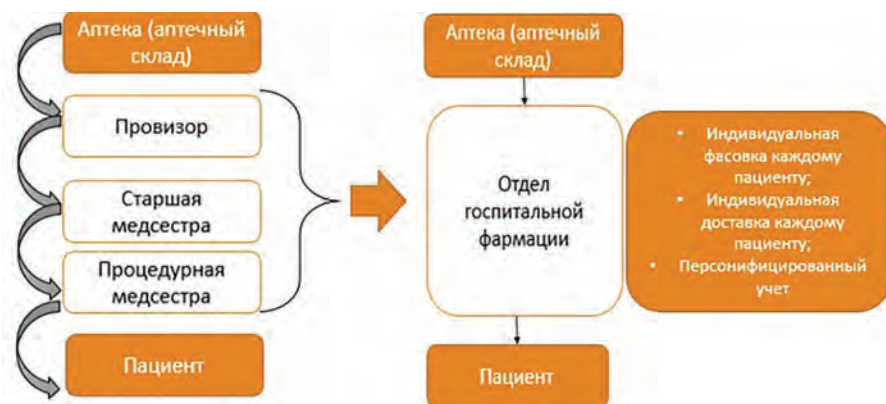 Аптека (аптечный
склад)
Провизор
Старшая
медсестра
Процедурная
медсестра
Пациент
Аптека (аптечный
склад)
Отдел
госпитальной
фармации
Пациент
• Индивидуальная
фасовка каждому
пациенту;
• Индивидуальная
доставка каждому
пациенту;
• Персонифицированный
учет